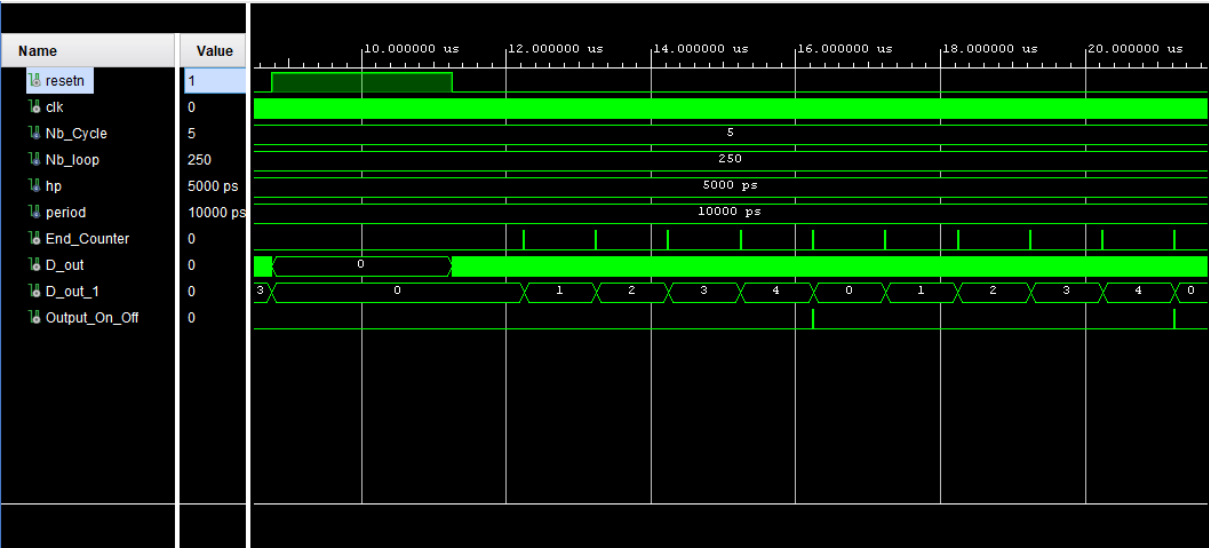 Name Value
10.000000 us 12.000000 us 14.000000 us 16.000000 us 18.000000 us 20.000000 us
resetn 1
clk 0
Nb_Cycle 5 5
Nb_loop 250 250
hp 5000 ps 5000 ps
period 10000 ps 10000 ps
End_Counter 0
D_out 0 0
D_out_1 0 3 0 1 2 3 4 0 1 2 3 4 0
Output_On_Off 0